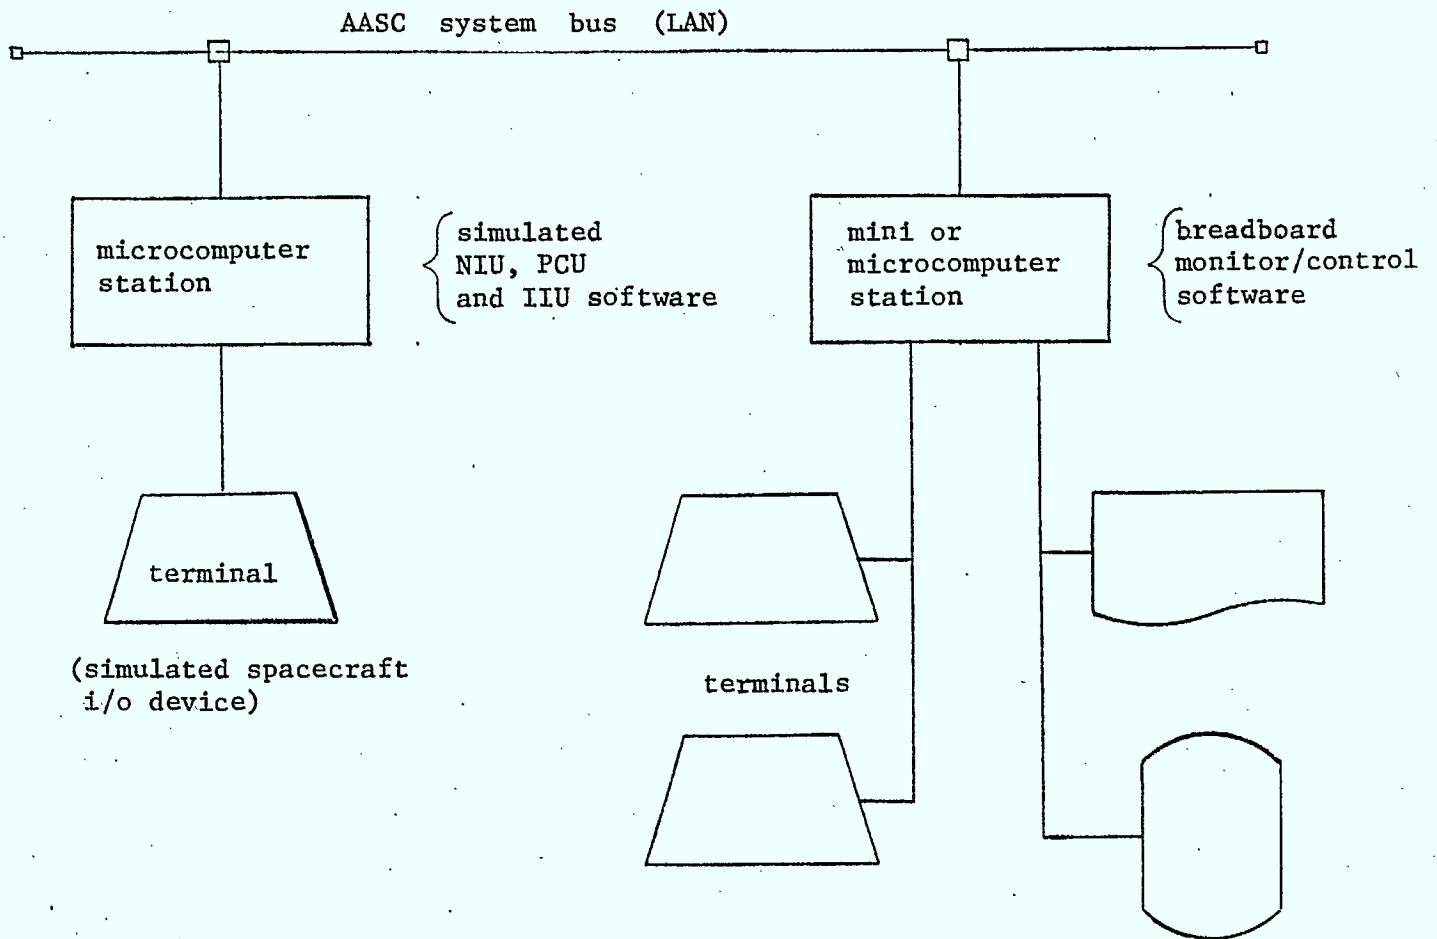 AASC system bus (LAN)
microcomputer
station
simulated
NIU, PCU
and IIU software
mini or
microcomputer
station
breadboard
monitor/control
software
terminal
(simulated spacecraft
i/o device)
terminals